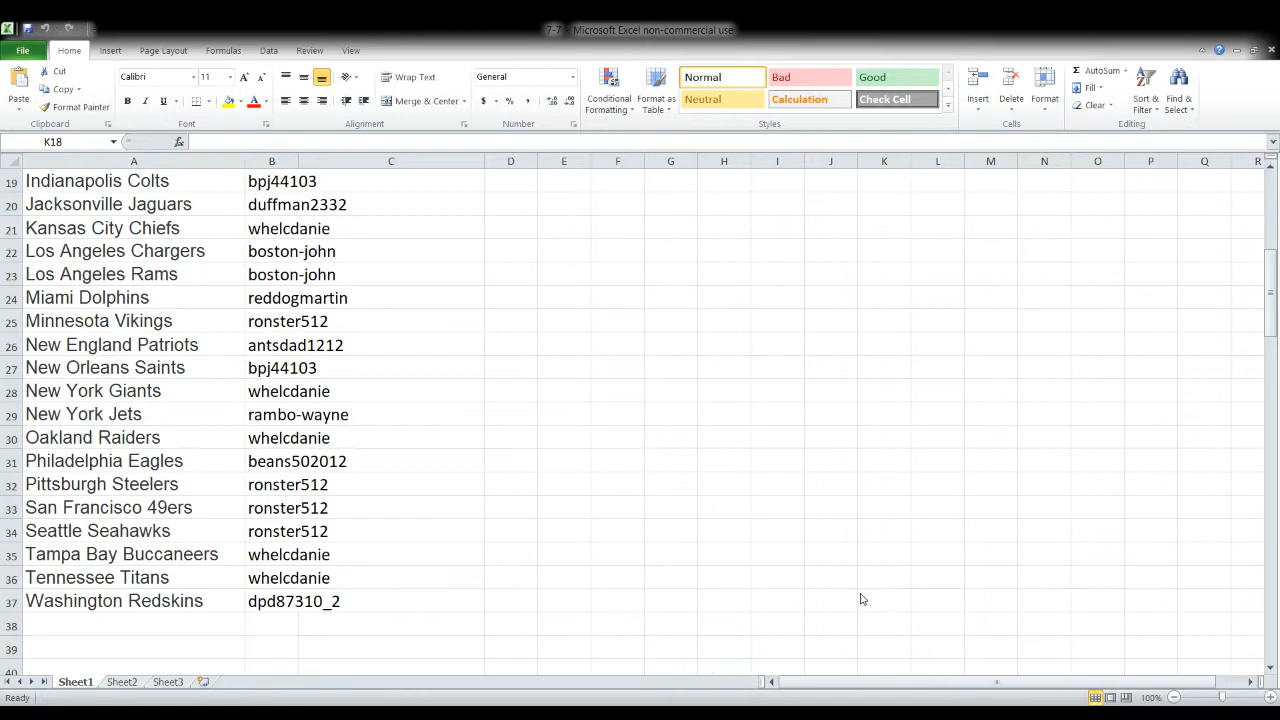 7-7 - Microsoft Excel non-commercial use
File Home Insert Page Layout Formulas Data Review View
Paste Cut Copy Format Painter
Calibri 11
B I U
Wrap Text
Merge & Center
General
$ % ,
Conditional Formatting
Format as Table
Normal Bad Good
Neutral Calculation Check Cell
Insert Delete Format
AutoSum
Fill
Clear
Sort & Filter
Find & Select
Clipboard Font Alignment Number Styles Cells Editing
K18 fx
A B C D E F G H I J K L M N O P Q R
19 Indianapolis Colts bpj44103
20 Jacksonville Jaguars duffman2332
21 Kansas City Chiefs whelcdanie
22 Los Angeles Chargers boston-john
23 Los Angeles Rams boston-john
24 Miami Dolphins reddogmartin
25 Minnesota Vikings ronster512
26 New England Patriots antsdad1212
27 New Orleans Saints bpj44103
28 New York Giants whelcdanie
29 New York Jets rambo-wayne
30 Oakland Raiders whelcdanie
31 Philadelphia Eagles beans502012
32 Pittsburgh Steelers ronster512
33 San Francisco 49ers ronster512
34 Seattle Seahawks ronster512
35 Tampa Bay Buccaneers whelcdanie
36 Tennessee Titans whelcdanie
37 Washington Redskins dpd87310_2
38
39
40
Sheet1 Sheet2 Sheet3
Ready 100%